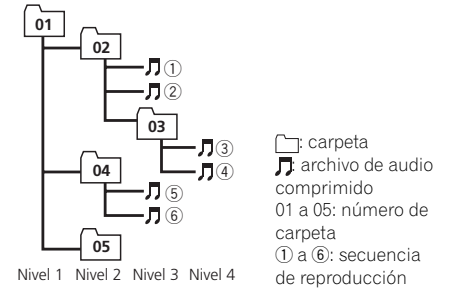 01
02
①
②
03
③
④
04
⑤
⑥
05
Nivel 1 Nivel 2 Nivel 3 Nivel 4
: carpeta
: archivo de audio
comprimido
01 a 05: número de
carpeta
① a ⑥: secuencia
de reproducción